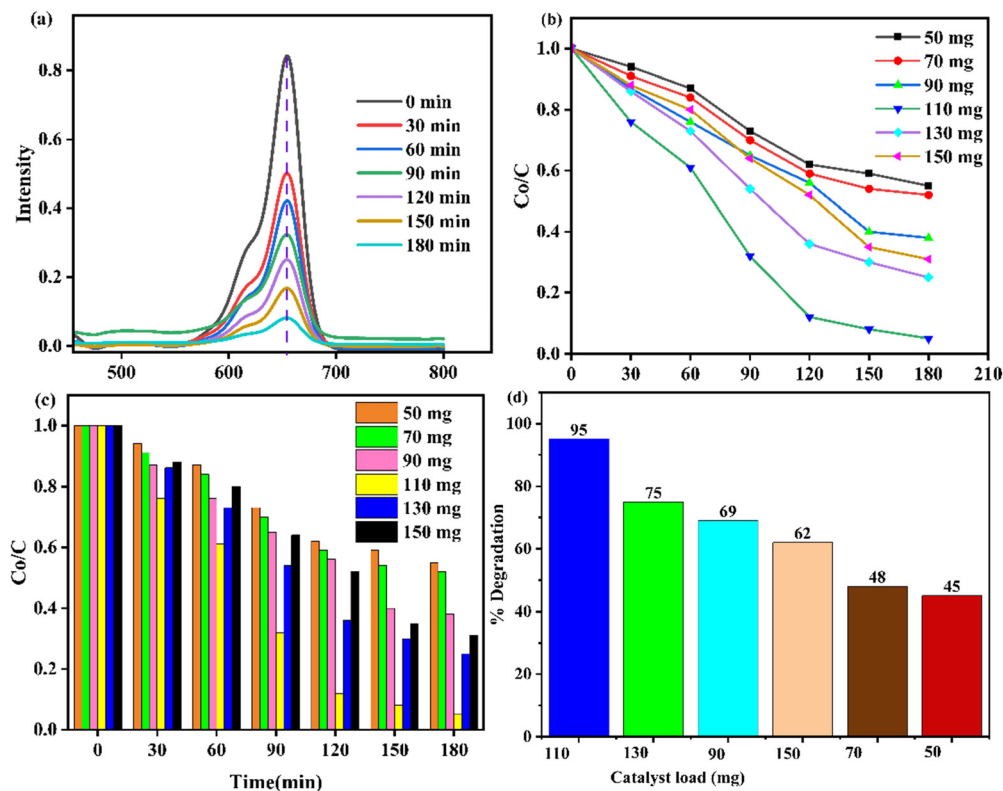 (a)
Intensity
0.8
0.6
0.4
0.2
0.0
500
600
700
800
0 min
30 min
60 min
90 min
120 min
150 min
180 min
(b)
Co/C
1.0
0.8
0.6
0.4
0.2
0.0
0
30
60
90
120
150
180
210
50 mg
70 mg
90 mg
110 mg
130 mg
150 mg
(c)
Co/C
1.0
0.8
0.6
0.4
0.2
0.0
0
30
60
90
120
150
180
Time(min)
50 mg
70 mg
90 mg
110 mg
130 mg
150 mg
(d)
% Degradation
100
80
60
40
20
0
95
75
69
62
48
45
110
130
90
150
70
50
Catalyst load (mg)